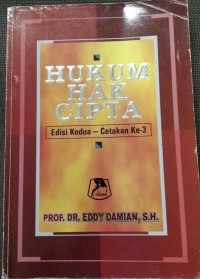 HUKUM
HAK
CIPTA
Edisi Kedua – Cetakan Ke-3
PROF. DR. EDDY DAMIAN, S.H.